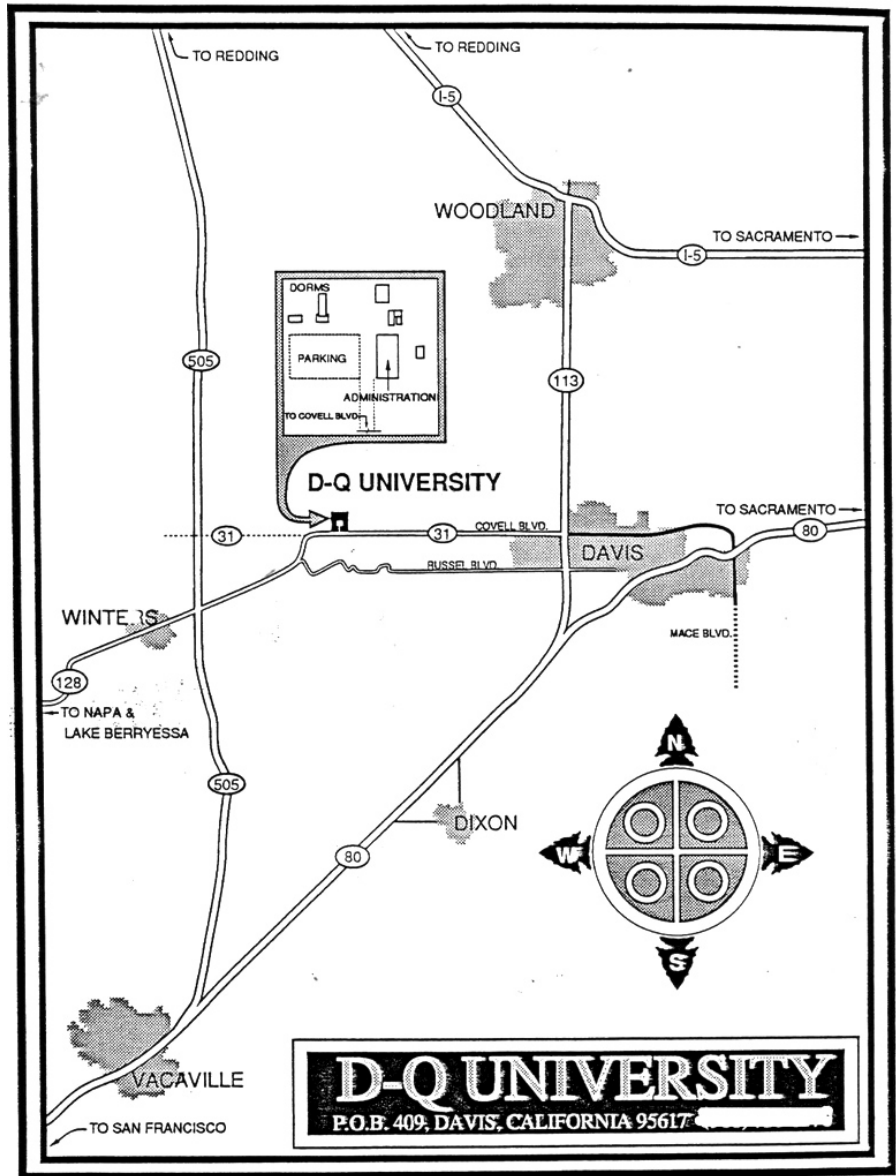 TO REDDING
TO REDDING
I-5
WOODLAND
TO SACRAMENTO
I-5
DORMS
PARKING
ADMINISTRATION
TO COVELL BLVD.
505
113
D-Q UNIVERSITY
TO SACRAMENTO
31
31
COVELL BLVD.
80
DAVIS
RUSSEL BLVD.
WINTERS
MACE BLVD.
128
TO NAPA &
LAKE BERRYESSA
N
505
DIXON
W
E
80
S
VACAVILLE
TO SAN FRANCISCO
D-Q UNIVERSITY
P.O.B. 409, DAVIS, CALIFORNIA 95617